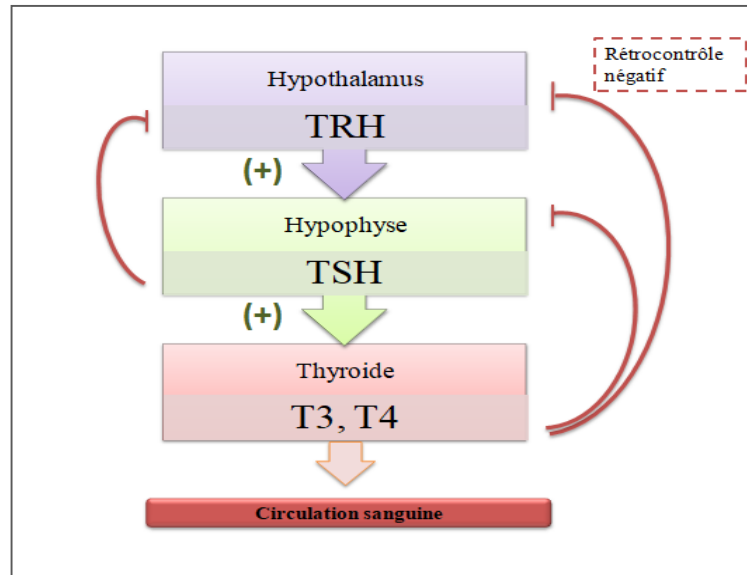 Rétrocontrôle
négatif
Hypothalamus
TRH
(+)
Hypophyse
TSH
(+)
Thyroide
T3, T4
Circulation sanguine